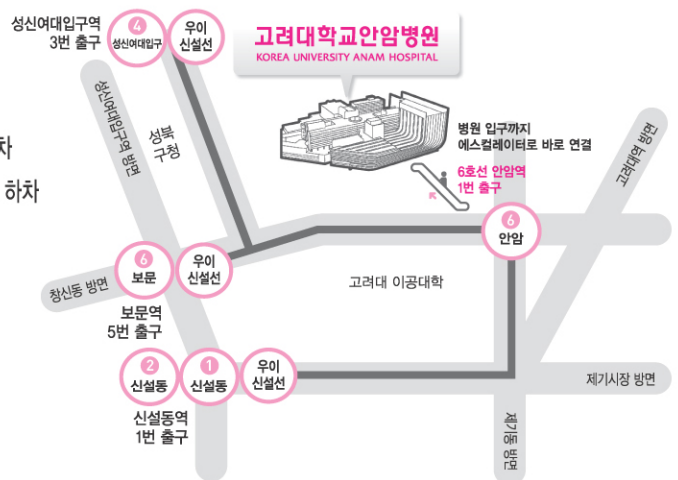 성신여대입구역
3번 출구
4
성신여대입구
우이
신설선
고려대학교안암병원
KOREA UNIVERSITY ANAM HOSPITAL
성신여대입구역 방면
성북
구청
차
하차
병원 입구까지
에스컬레이터로 바로 연결
6호선 안암역
1번 출구
고려대역 방면
6
안암
6
보문
우이
신설선
창신동 방면
고려대 이공대학
보문역
5번 출구
2
신설동
1
신설동
우이
신설선
제기시장 방면
신설동역
1번 출구
제기동 방면